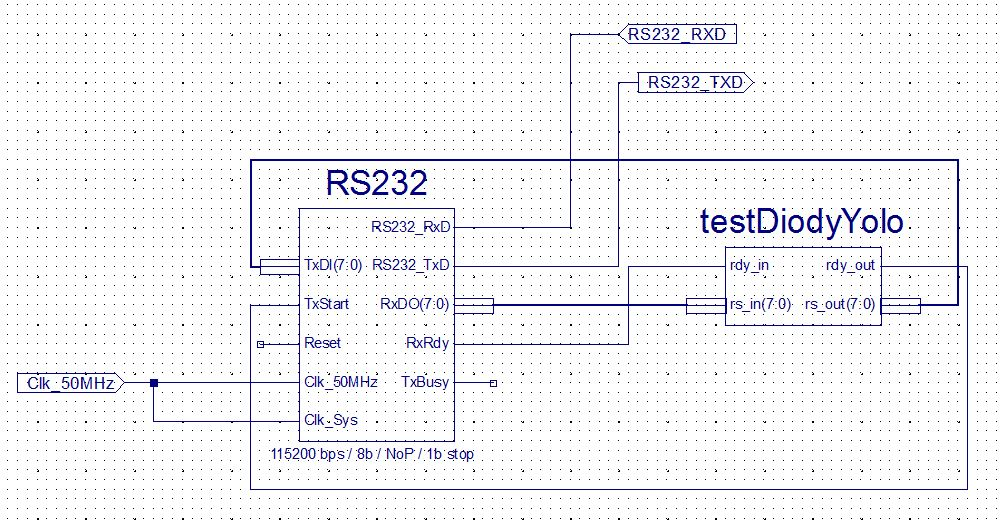 RS232_RXD
RS232_TXD
RS232
testDiodyYolo
RS232_RxD
TxDI(7:0) RS232_TxD
rdy_in rdy_out
TxStart RxDO(7:0)
rs_in(7:0) rs_out(7:0)
Reset RxRdy
Clk_50MHz
Clk_50MHz TxBusy
Clk_Sys
115200 bps / 8b / NoP / 1b stop